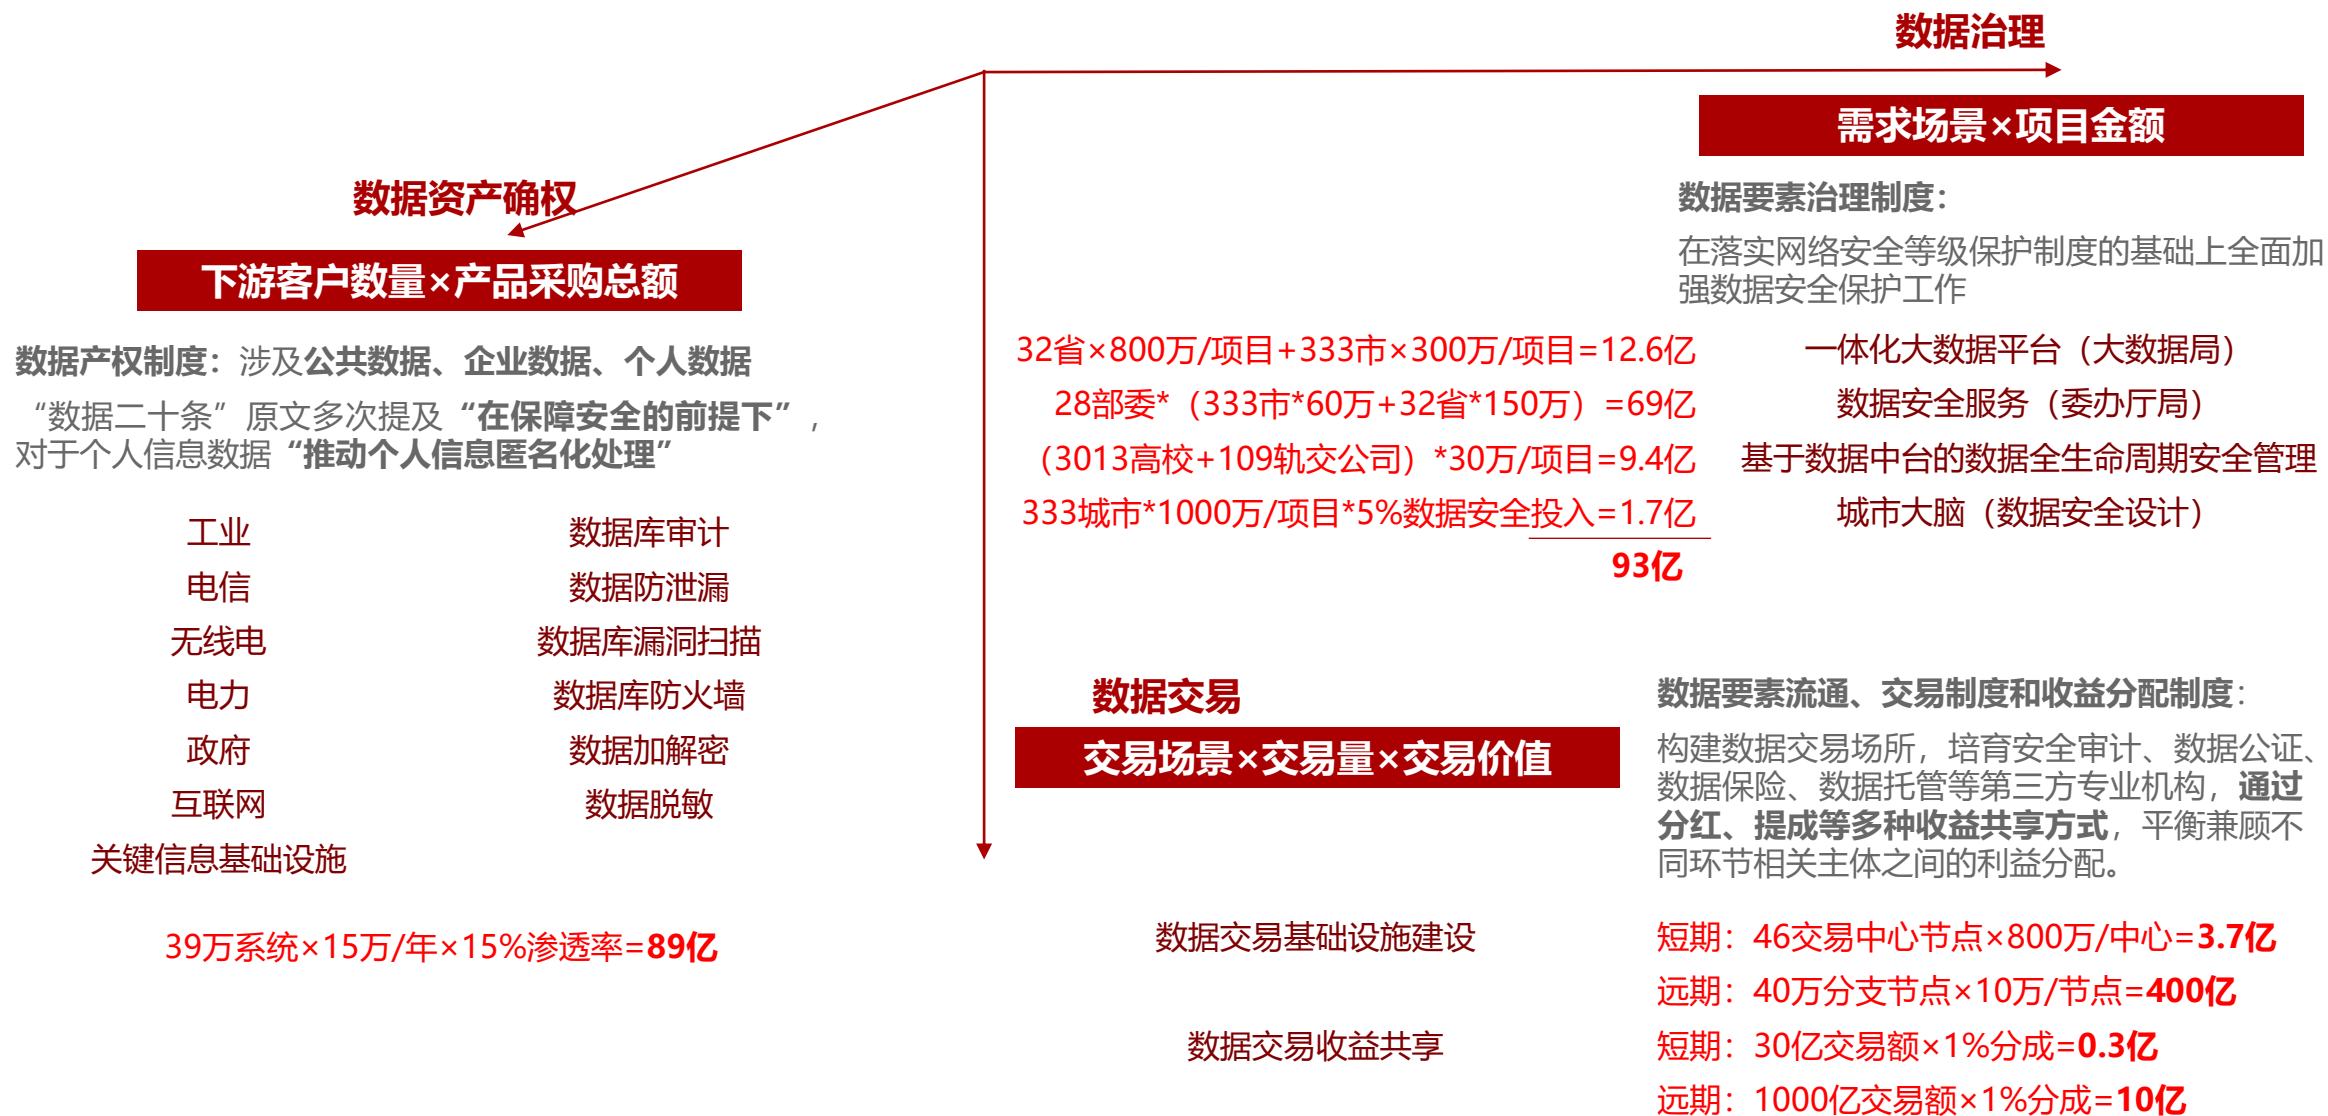 数据治理
需求场景×项目金额
数据要素治理制度：
在落实网络安全等级保护制度的基础上全面加
强数据安全保护工作
32省×800万/项目+333市×300万/项目=12.6亿
一体化大数据平台（大数据局）
28部委*（333市*60万+32省*150万）=69亿
数据安全服务（委办厅局）
（3013高校+109轨交公司）*30万/项目=9.4亿
基于数据中台的数据全生命周期安全管理
333城市*1000万/项目*5%数据安全投入=1.7亿
城市大脑（数据安全设计）
93亿
数据资产确权
下游客户数量×产品采购总额
数据产权制度：涉及公共数据、企业数据、个人数据
“数据二十条”原文多次提及“在保障安全的前提下”，
对于个人信息数据“推动个人信息匿名化处理”
工业
数据库审计
电信
数据防泄漏
无线电
数据库漏洞扫描
电力
数据库防火墙
政府
数据加解密
互联网
数据脱敏
关键信息基础设施
39万系统×15万/年×15%渗透率=89亿
数据交易
交易场景×交易量×交易价值
数据要素流通、交易制度和收益分配制度：
构建数据交易场所，培育安全审计、数据公证、
数据保险、数据托管等第三方专业机构，通过
分红、提成等多种收益共享方式，平衡兼顾不
同环节相关主体之间的利益分配。
数据交易基础设施建设
短期：46交易中心节点×800万/中心=3.7亿
远期：40万分支节点×10万/节点=400亿
数据交易收益共享
短期：30亿交易额×1%分成=0.3亿
远期：1000亿交易额×1%分成=10亿